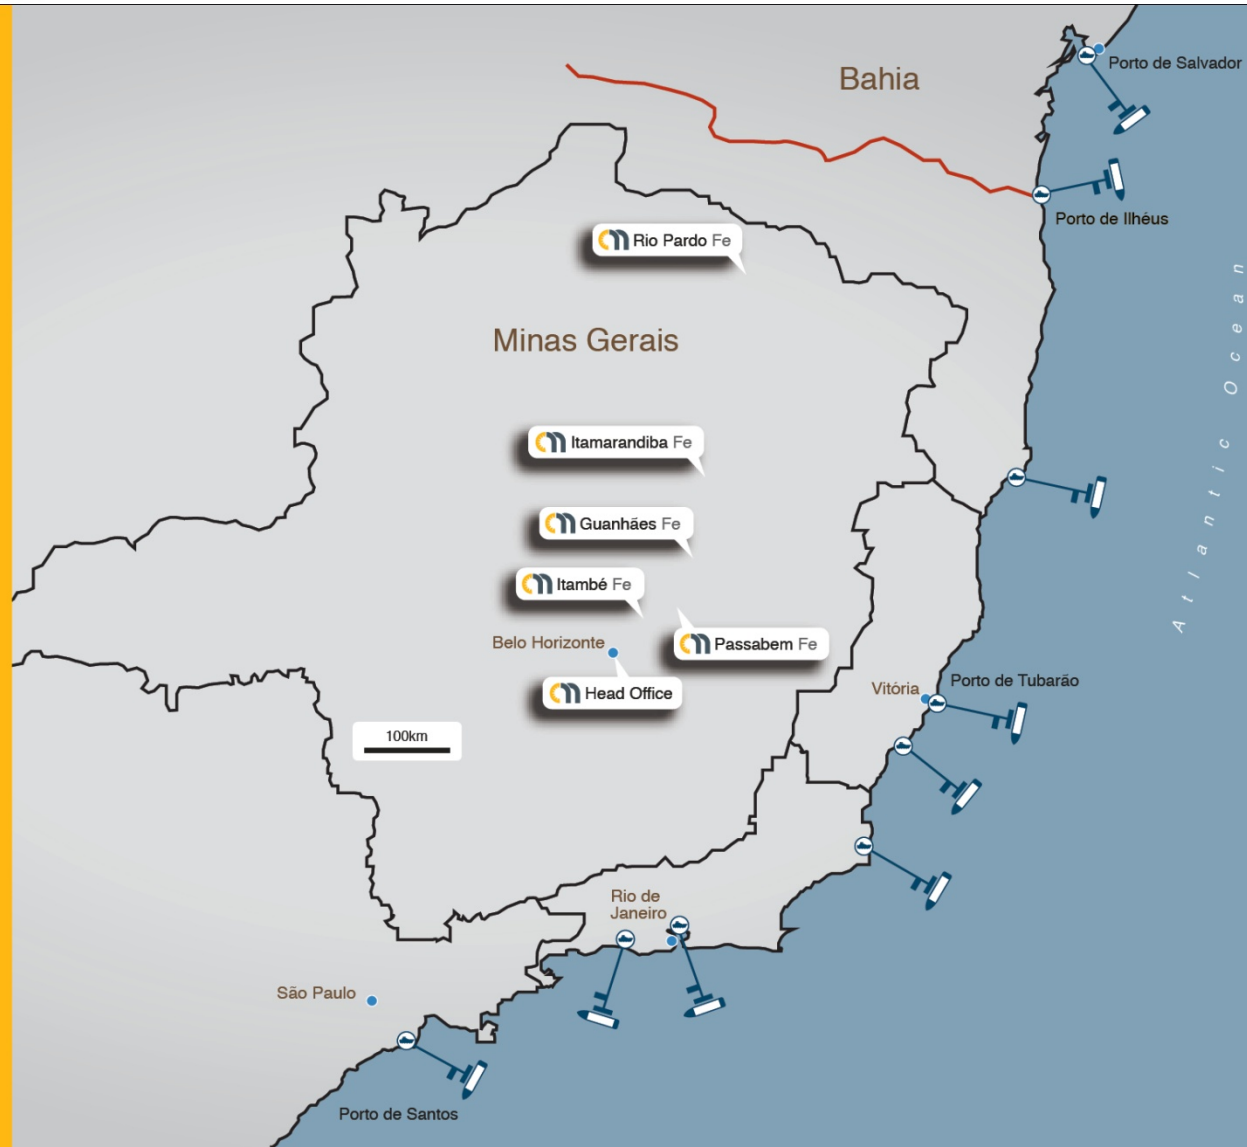 Bahia
Porto de Salvador
Porto de Ilhéus
Rio Pardo Fe
Minas Gerais
Atlantic Ocean
Itamarandiba Fe
Guanhães Fe
Itambé Fe
Belo Horizonte
Passabem Fe
Head Office
Vitória
Porto de Tubarão
100km
Rio de
Janeiro
São Paulo
Porto de Santos